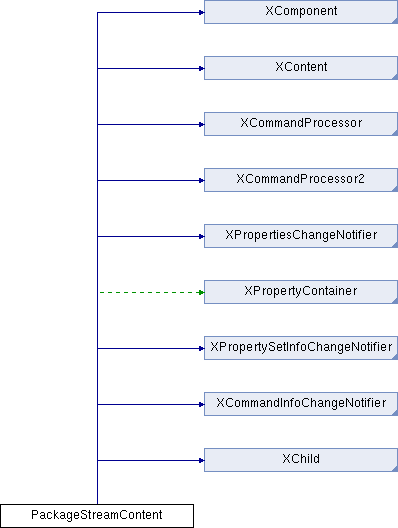 XComponent
XContent
XCommandProcessor
XCommandProcessor2
XPropertiesChangeNotifier
XPropertyContainer
XPropertySetInfoChangeNotifier
XCommandInfoChangeNotifier
XChild
PackageStreamContent